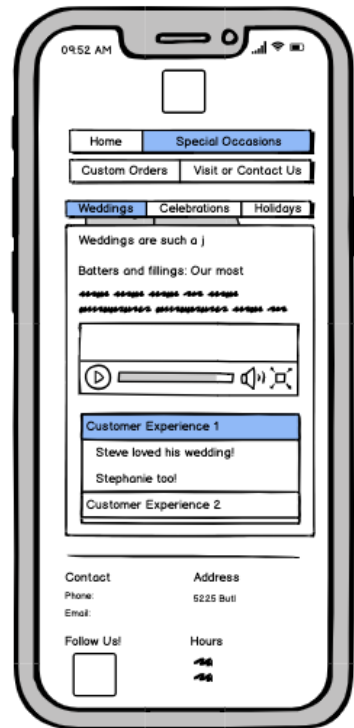 09:52 AM
Home Special Occasions
Custom Orders Visit or Contact Us
Weddings Celebrations Holidays
Weddings are such a j
Batters and fillings: Our most
Customer Experience 1
Steve loved his wedding!
Stephanie too!
Customer Experience 2
Contact Address
Phone: 5225 Butl
Email:
Follow Us! Hours